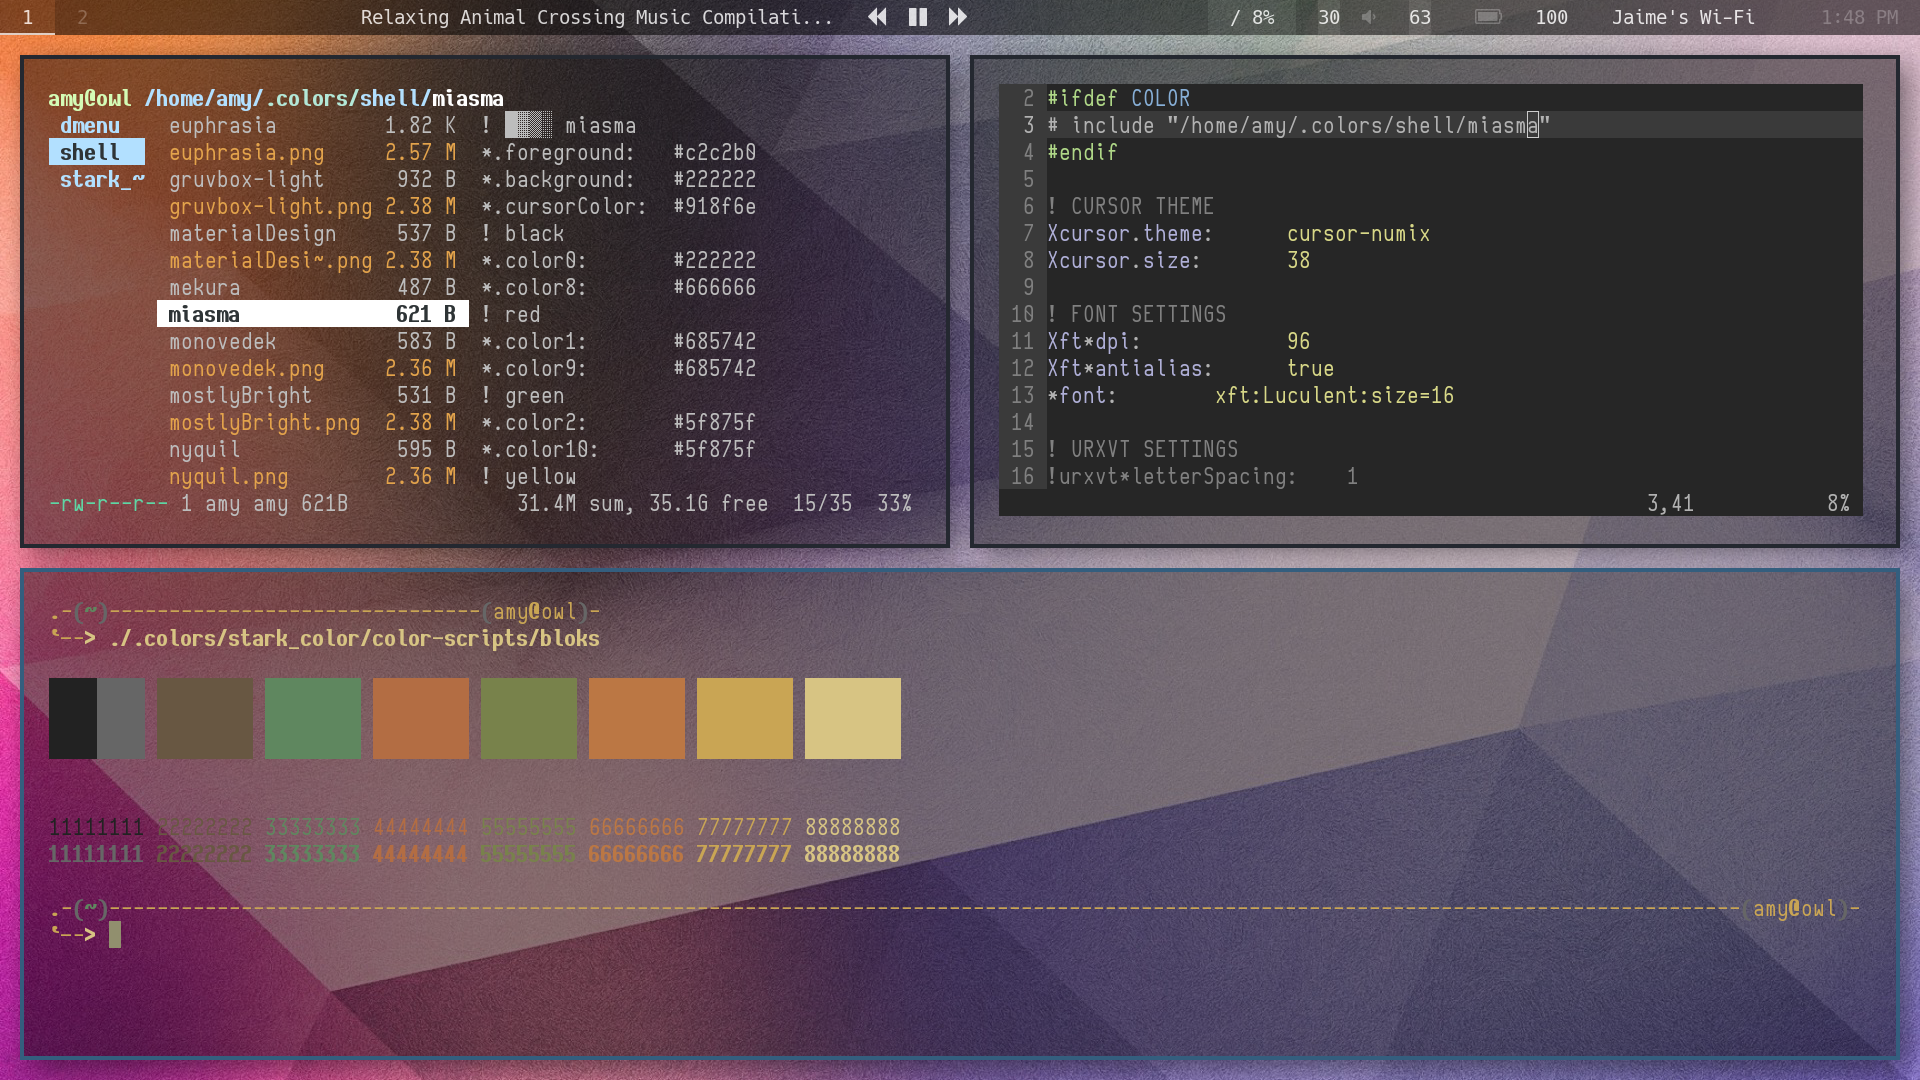 1 2 Relaxing Animal Crossing Music Compilati... / 8% 30 63 100 Jaime's Wi-Fi 1:48 PM
amy@owl /home/amy/.colors/shell/miasma
dmenu euphrasia 1.82 K ! miasma
shell euphrasia.png 2.57 M *.foreground: #c2c2b0
stark_~ gruvbox-light 932 B *.background: #222222
gruvbox-light.png 2.38 M *.cursorColor: #918f6e
materialDesign 537 B ! black
materialDesi~.png 2.38 M *.color0: #222222
mekura 487 B *.color8: #666666
miasma 621 B ! red
monovedek 583 B *.color1: #685742
monovedek.png 2.36 M *.color9: #685742
mostlyBright 531 B ! green
mostlyBright.png 2.38 M *.color2: #5f875f
nyquil 595 B *.color10: #5f875f
nyquil.png 2.36 M ! yellow
-rw-r--r-- 1 amy amy 621B 31.4M sum, 35.1G free 15/35 33%
2 #ifdef COLOR
3 # include "/home/amy/.colors/shell/miasma"
4 #endif
5
6 ! CURSOR THEME
7 Xcursor.theme: cursor-numix
8 Xcursor.size: 38
9
10 ! FONT SETTINGS
11 Xft*dpi: 96
12 Xft*antialias: true
13 *font: xft:Luculent:size=16
14
15 ! URXVT SETTINGS
16 !urxvt*letterSpacing: 1
3,41 8%
.-(~)-------------------------------(amy@owl)-
'--> ./.colors/stark_color/color-scripts/bloks
11111111 22222222 33333333 44444444 55555555 66666666 77777777 88888888
11111111 22222222 33333333 44444444 55555555 66666666 77777777 88888888
.-(~)----------------------------------------------------------------------------------------------------------------------------------------(amy@owl)-
'-->